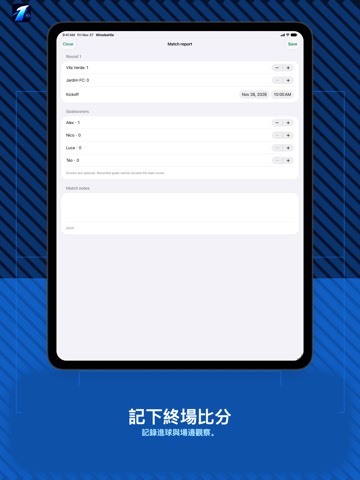 9:41 AM Fri Nov 27
Close
Match report
Save
Round 1
Vila Verde: 1
Jardim FC: 0
Kickoff
Nov 28, 2026
10:00 AM
Goalscorers
Alex · 1
Nico · 0
Luca · 0
Téo · 0
Match notes
記下終場比分
記錄進球與場邊觀察。